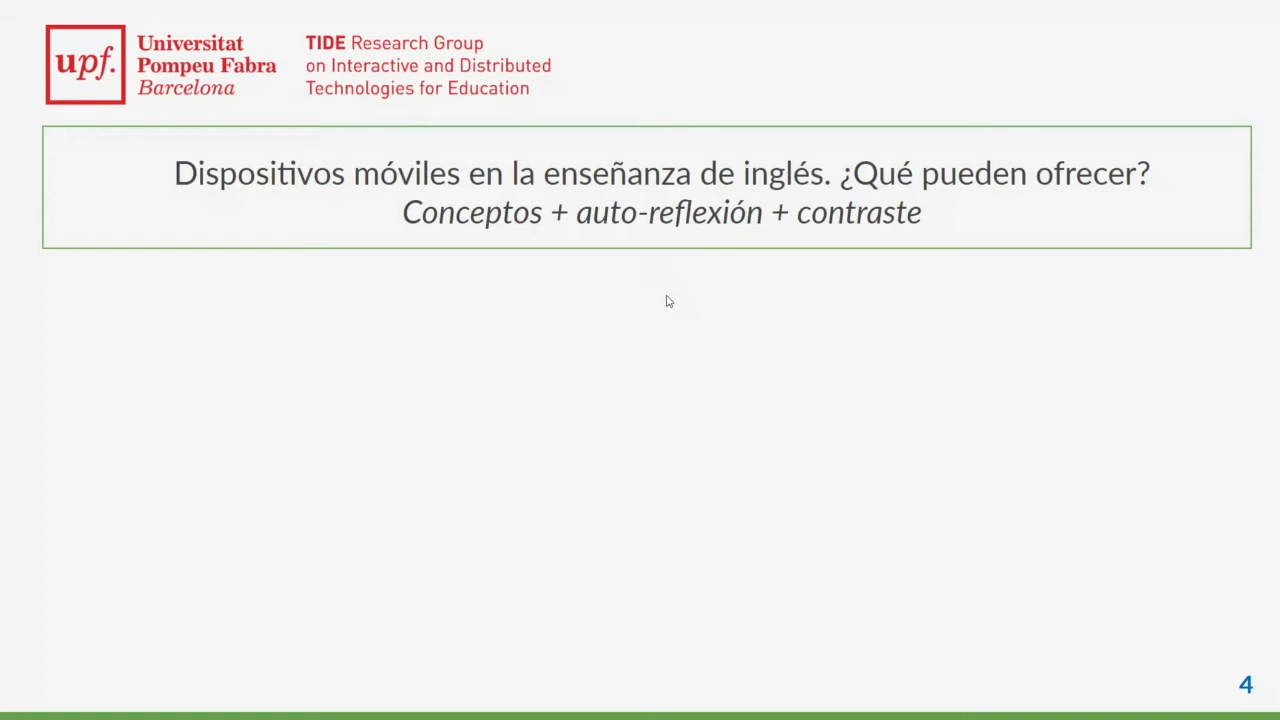 upf.
Universitat
Pompeu Fabra
Barcelona
TIDE Research Group
on Interactive and Distributed
Technologies for Education
Dispositivos móviles en la enseñanza de inglés. ¿Qué pueden ofrecer?
Conceptos + auto-reflexión + contraste
4